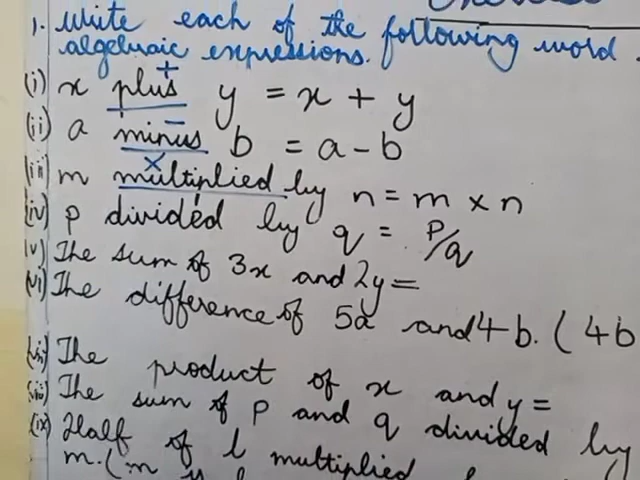 1. Write each of the following word
algebraic expressions.
(i) x plus y = x + y
+
(ii) a minus b = a - b
−
(iii) m multiplied by n = m × n
×
(iv) p divided by q = P/q
(v) The sum of 3x and 2y =
(vi) The difference of 5a and 4b. ( 4b
(vii) The product of x and y =
(viii) The sum of p and q divided by
(ix) Half of l multiplied
m. (m